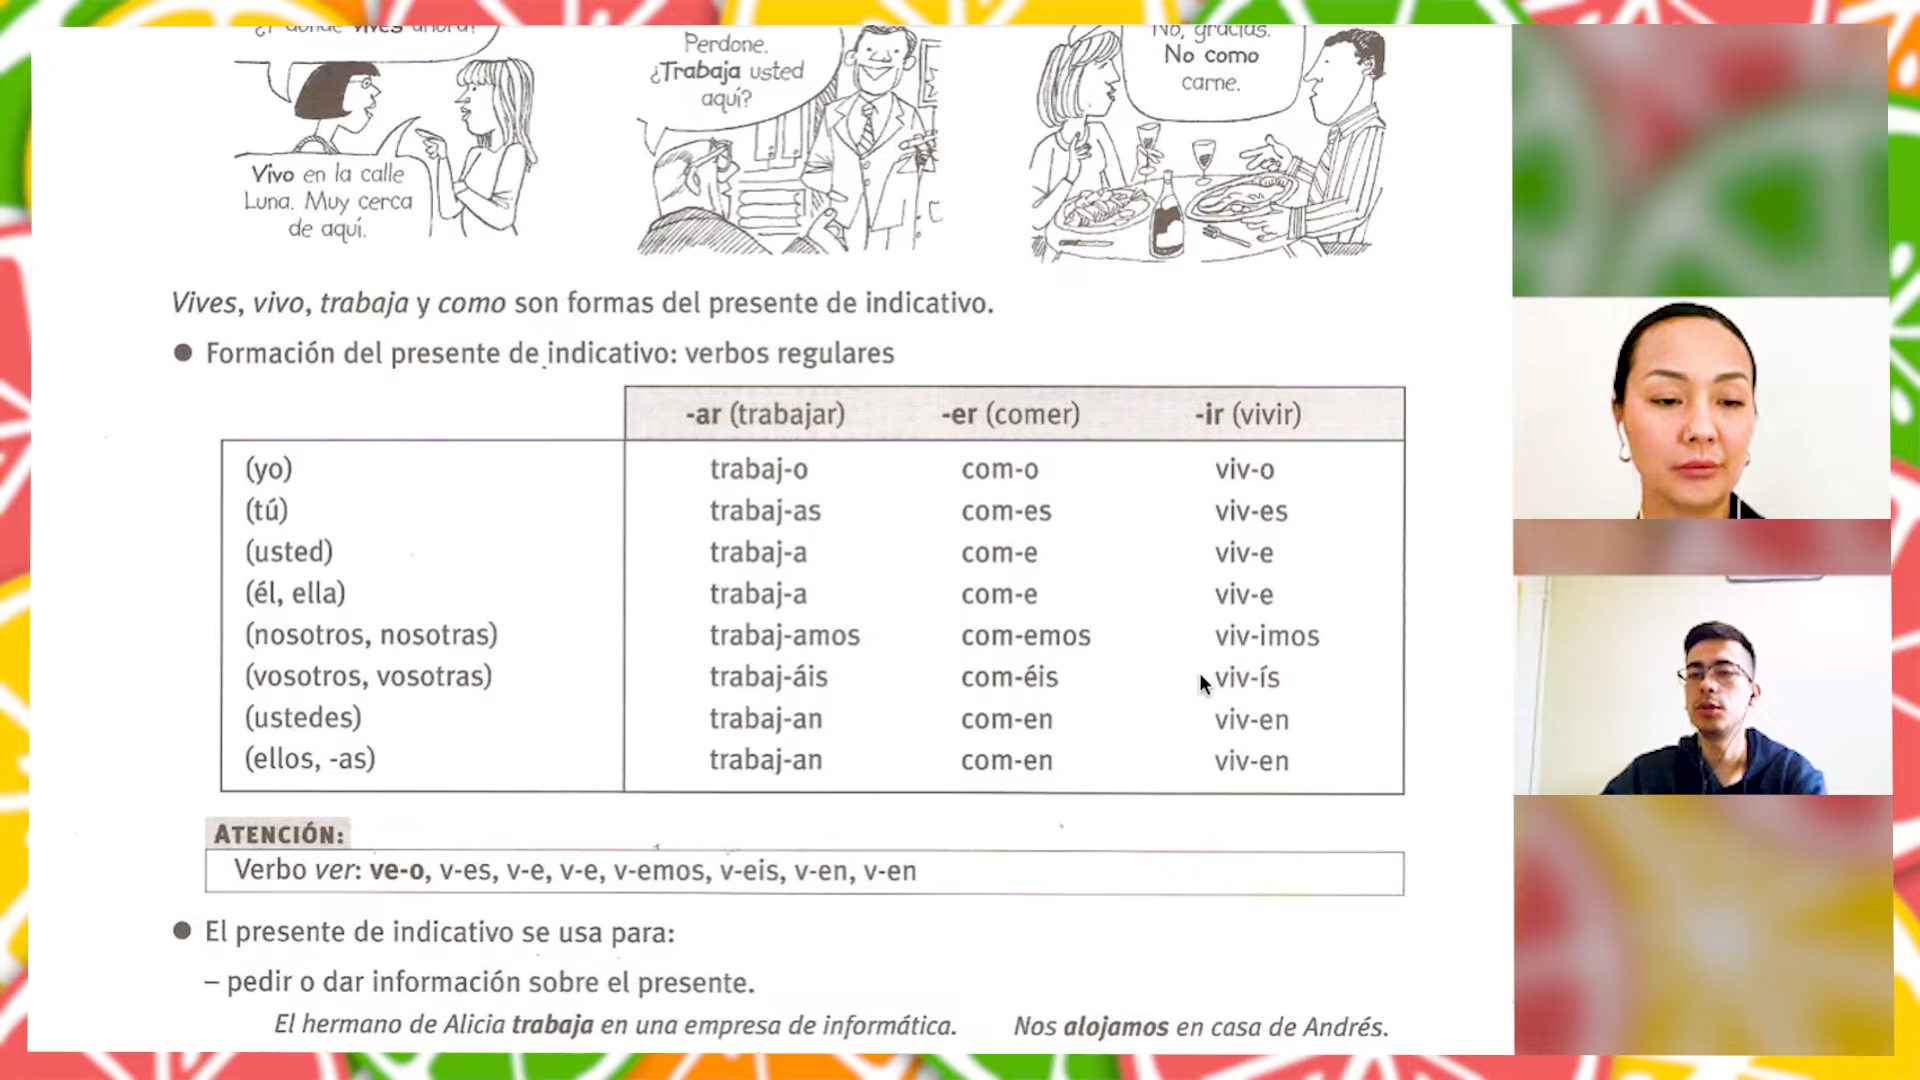 ¿Y dónde vives ahora?
Vivo en la calle
Luna. Muy cerca
de aquí.
Perdone.
¿Trabaja usted
aquí?
No, gracias.
No como
carne.
Vives, vivo, trabaja y como son formas del presente de indicativo.
● Formación del presente de indicativo: verbos regulares
-ar (trabajar) -er (comer) -ir (vivir)
(yo) trabaj-o com-o viv-o
(tú) trabaj-as com-es viv-es
(usted) trabaj-a com-e viv-e
(él, ella) trabaj-a com-e viv-e
(nosotros, nosotras) trabaj-amos com-emos viv-imos
(vosotros, vosotras) trabaj-áis com-éis viv-ís
(ustedes) trabaj-an com-en viv-en
(ellos, -as) trabaj-an com-en viv-en
ATENCIÓN:
Verbo ver: ve-o, v-es, v-e, v-e, v-emos, v-eis, v-en, v-en
● El presente de indicativo se usa para:
– pedir o dar información sobre el presente.
El hermano de Alicia trabaja en una empresa de informática. Nos alojamos en casa de Andrés.